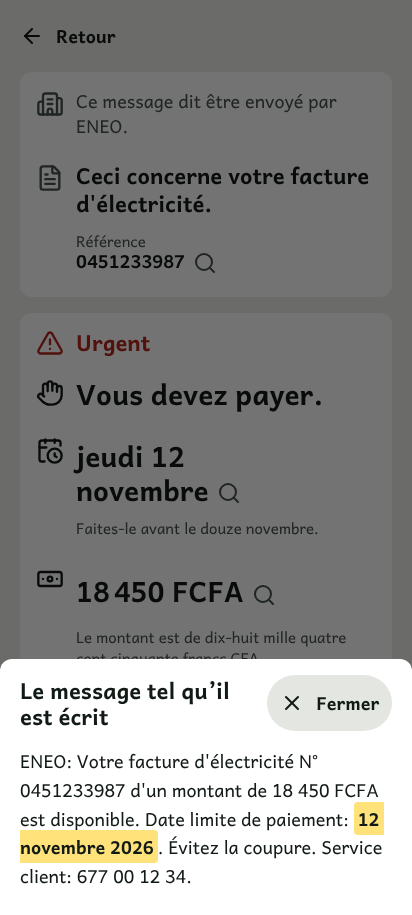 Retour
Ce message dit être envoyé par
ENEO.
Ceci concerne votre facture
d'électricité.
Référence
0451233987
Urgent
Vous devez payer.
jeudi 12
novembre
Faites-le avant le douze novembre.
18 450 FCFA
Le montant est de dix-huit mille quatre
cent cinquante francs CFA.
Le message tel qu’il
est écrit
Fermer
ENEO: Votre facture d'électricité N°
0451233987 d'un montant de 18 450 FCFA
est disponible. Date limite de paiement: 12
novembre 2026. Évitez la coupure. Service
client: 677 00 12 34.